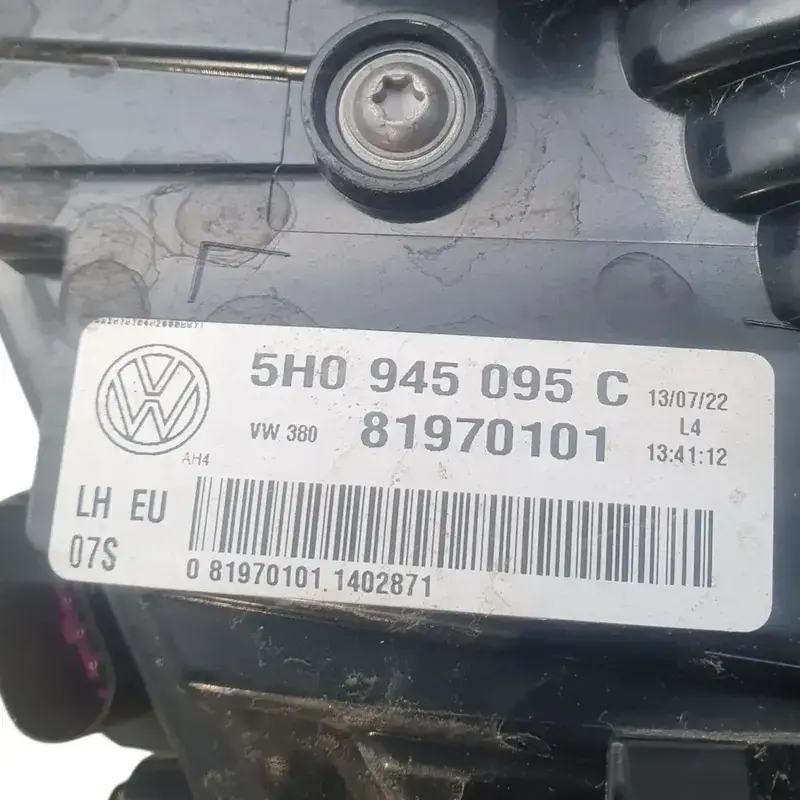 5H0 945 095 C 13/07/22
VW 380 81970101 L4
AH4 13:41:12
LH EU
07S
0 81970101 1402871